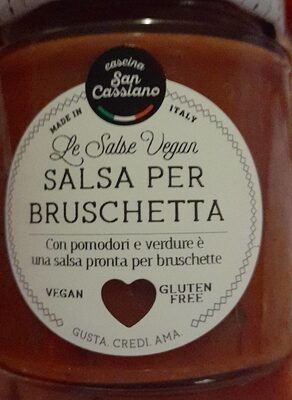 cascina
San
Cassiano
MADE IN ITALY
Le Salse Vegan
SALSA PER
BRUSCHETTA
Con pomodori e verdure è
una salsa pronta per bruschette
VEGAN
GLUTEN
FREE
GUSTA. CREDI. AMA.